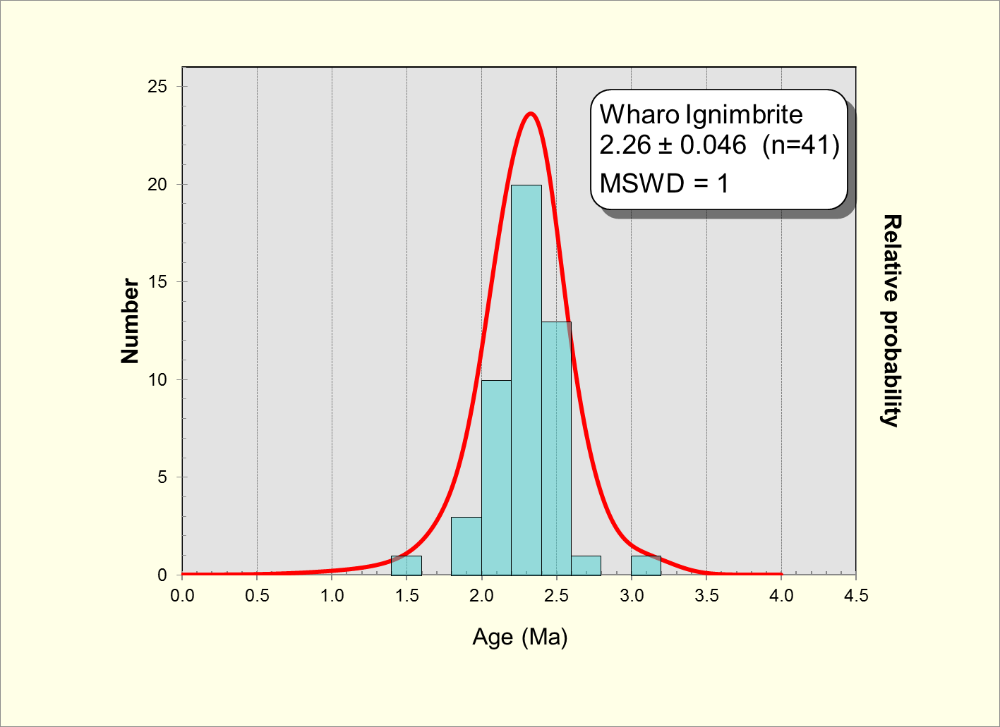 25
20
15
10
5
0
Number
Wharo Ignimbrite
2.26 ± 0.046 (n=41)
MSWD = 1
Relative probability
0.0 0.5 1.0 1.5 2.0 2.5 3.0 3.5 4.0 4.5
Age (Ma)